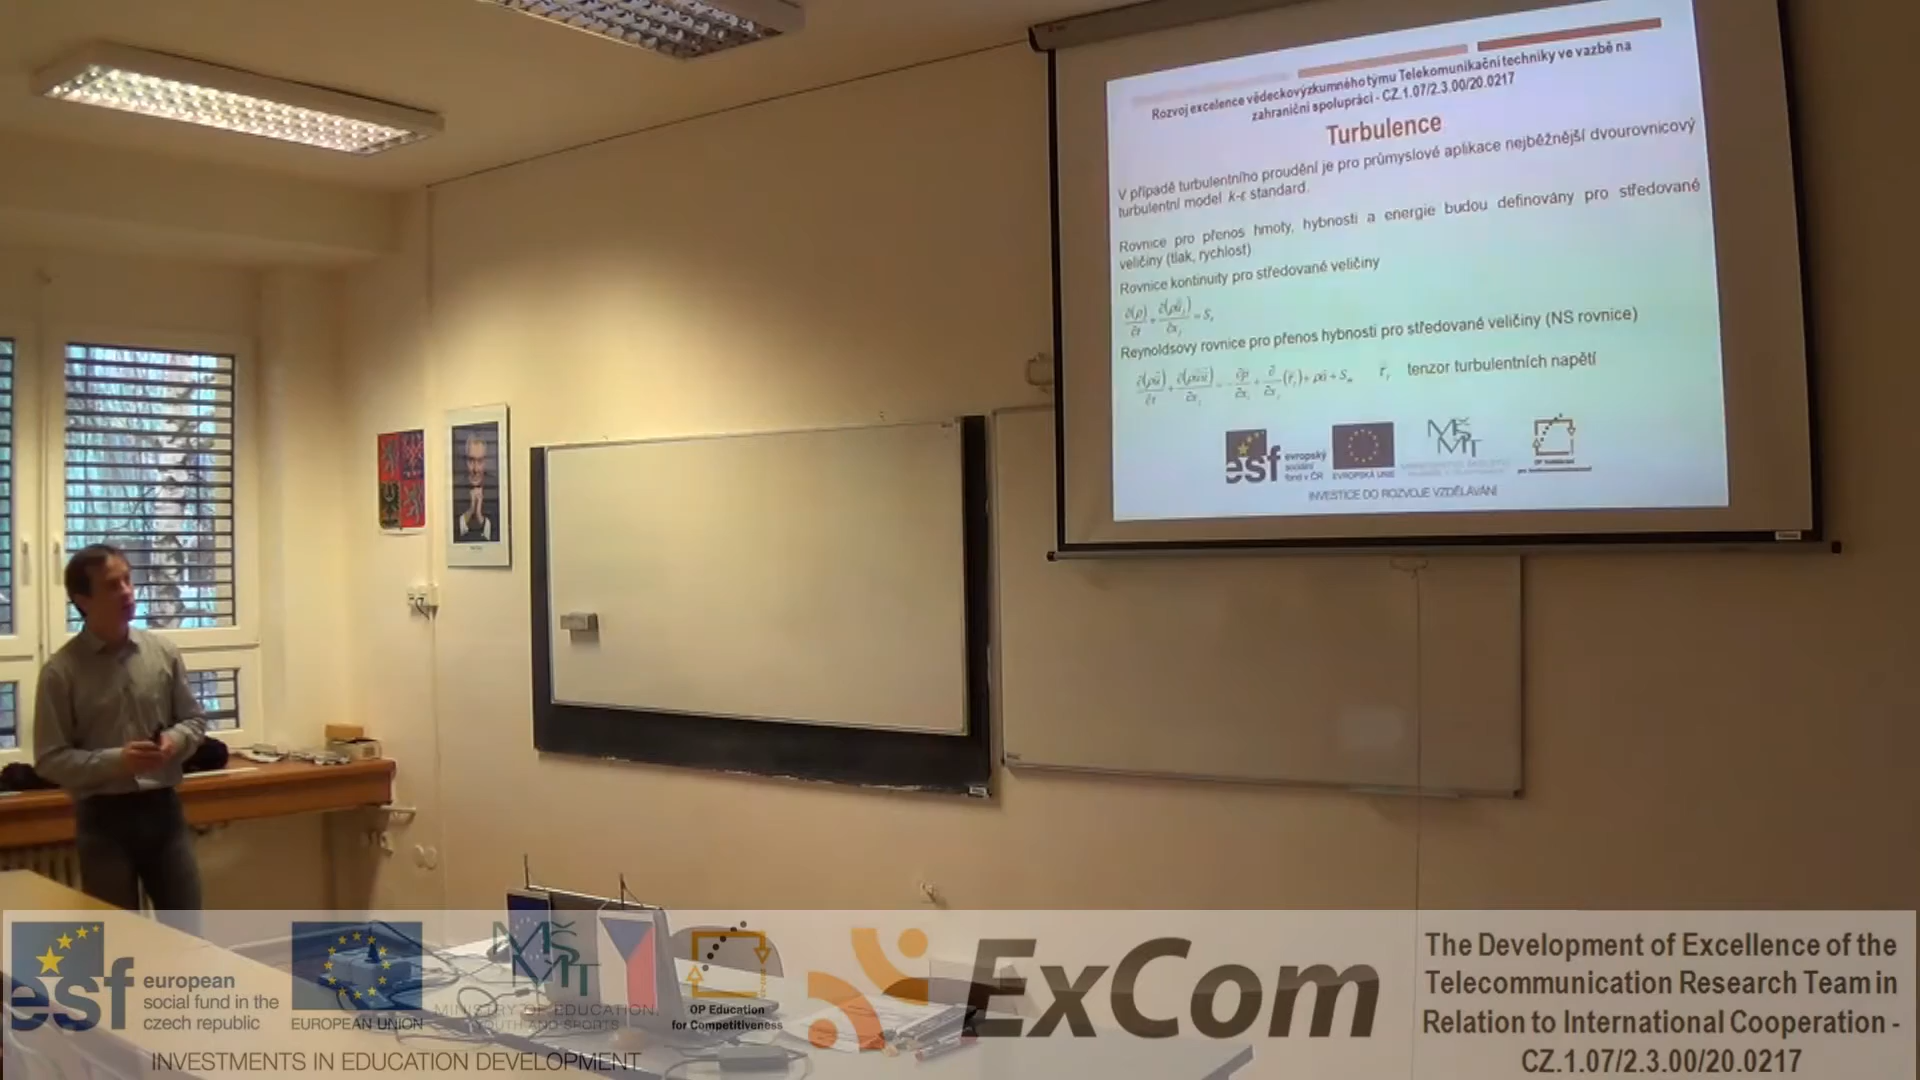 Rozvoj excelence vědeckovýzkumného týmu Telekomunikační techniky ve vazbě na
zahraniční spolupráci - CZ.1.07/2.3.00/20.0217
Turbulence
V případě turbulentního proudění je pro průmyslové aplikace nejběžnější dvourovnicový
turbulentní model k-ε standard.
Rovnice pro přenos hmoty, hybnosti a energie budou definovány pro středované
veličiny (tlak, rychlost)
Rovnice kontinuity pro středované veličiny
Reynoldsovy rovnice pro přenos hybnosti pro středované veličiny (NS rovnice)
tenzor turbulentních napětí
esf
evropský
sociální
fond v ČR
EVROPSKÁ UNIE
MŠMT
INVESTICE DO ROZVOJE VZDĚLÁVÁNÍ
esf
european
social fund in the
czech republic
EUROPEAN UNION
MŠMT
MINISTRY OF EDUCATION,
YOUTH AND SPORTS
OP Education
for Competitiveness
INVESTMENTS IN EDUCATION DEVELOPMENT
ExCom
The Development of Excellence of the
Telecommunication Research Team in
Relation to International Cooperation -
CZ.1.07/2.3.00/20.0217